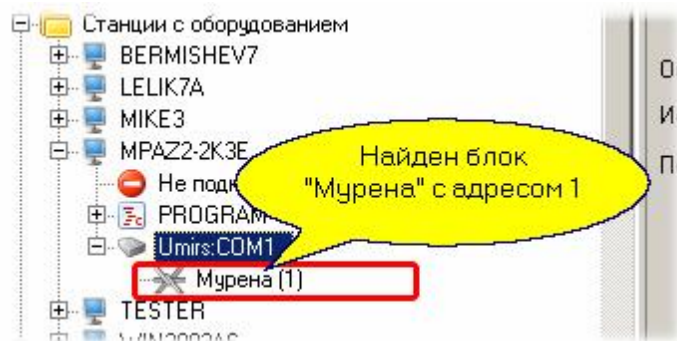 Станции с оборудованием
BERMISHEV7
LELIK7A
MIKE3
MPAZ2-2K3E
Не подк
PROGRAM
Umirs:COM1
Мурена (1)
TESTER
Найден блок
"Мурена" с адресом 1
О
И
П